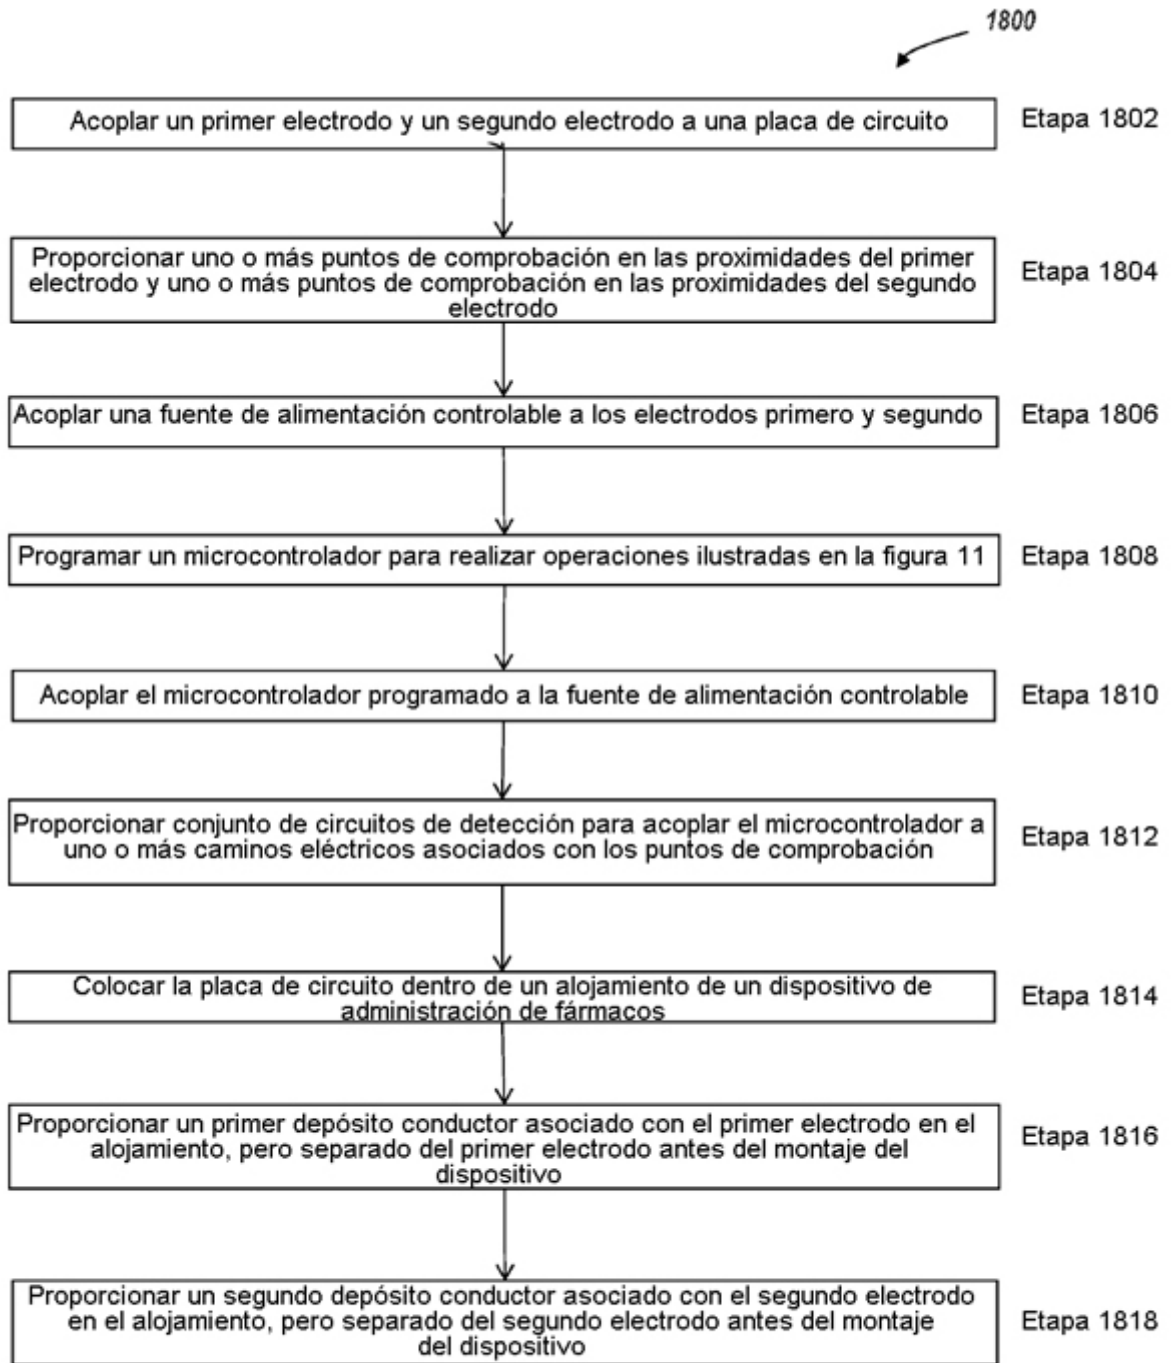 1800
Acoplar un primer electrodo y un segundo electrodo a una placa de circuito
Etapa 1802
Proporcionar uno o más puntos de comprobación en las proximidades del primer
electrodo y uno o más puntos de comprobación en las proximidades del segundo
electrodo
Etapa 1804
Acoplar una fuente de alimentación controlable a los electrodos primero y segundo
Etapa 1806
Programar un microcontrolador para realizar operaciones ilustradas en la figura 11
Etapa 1808
Acoplar el microcontrolador programado a la fuente de alimentación controlable
Etapa 1810
Proporcionar conjunto de circuitos de detección para acoplar el microcontrolador a
uno o más caminos eléctricos asociados con los puntos de comprobación
Etapa 1812
Colocar la placa de circuito dentro de un alojamiento de un dispositivo de
administración de fármacos
Etapa 1814
Proporcionar un primer depósito conductor asociado con el primer electrodo en el
alojamiento, pero separado del primer electrodo antes del montaje del
dispositivo
Etapa 1816
Proporcionar un segundo depósito conductor asociado con el segundo electrodo
en el alojamiento, pero separado del segundo electrodo antes del montaje
del dispositivo
Etapa 1818